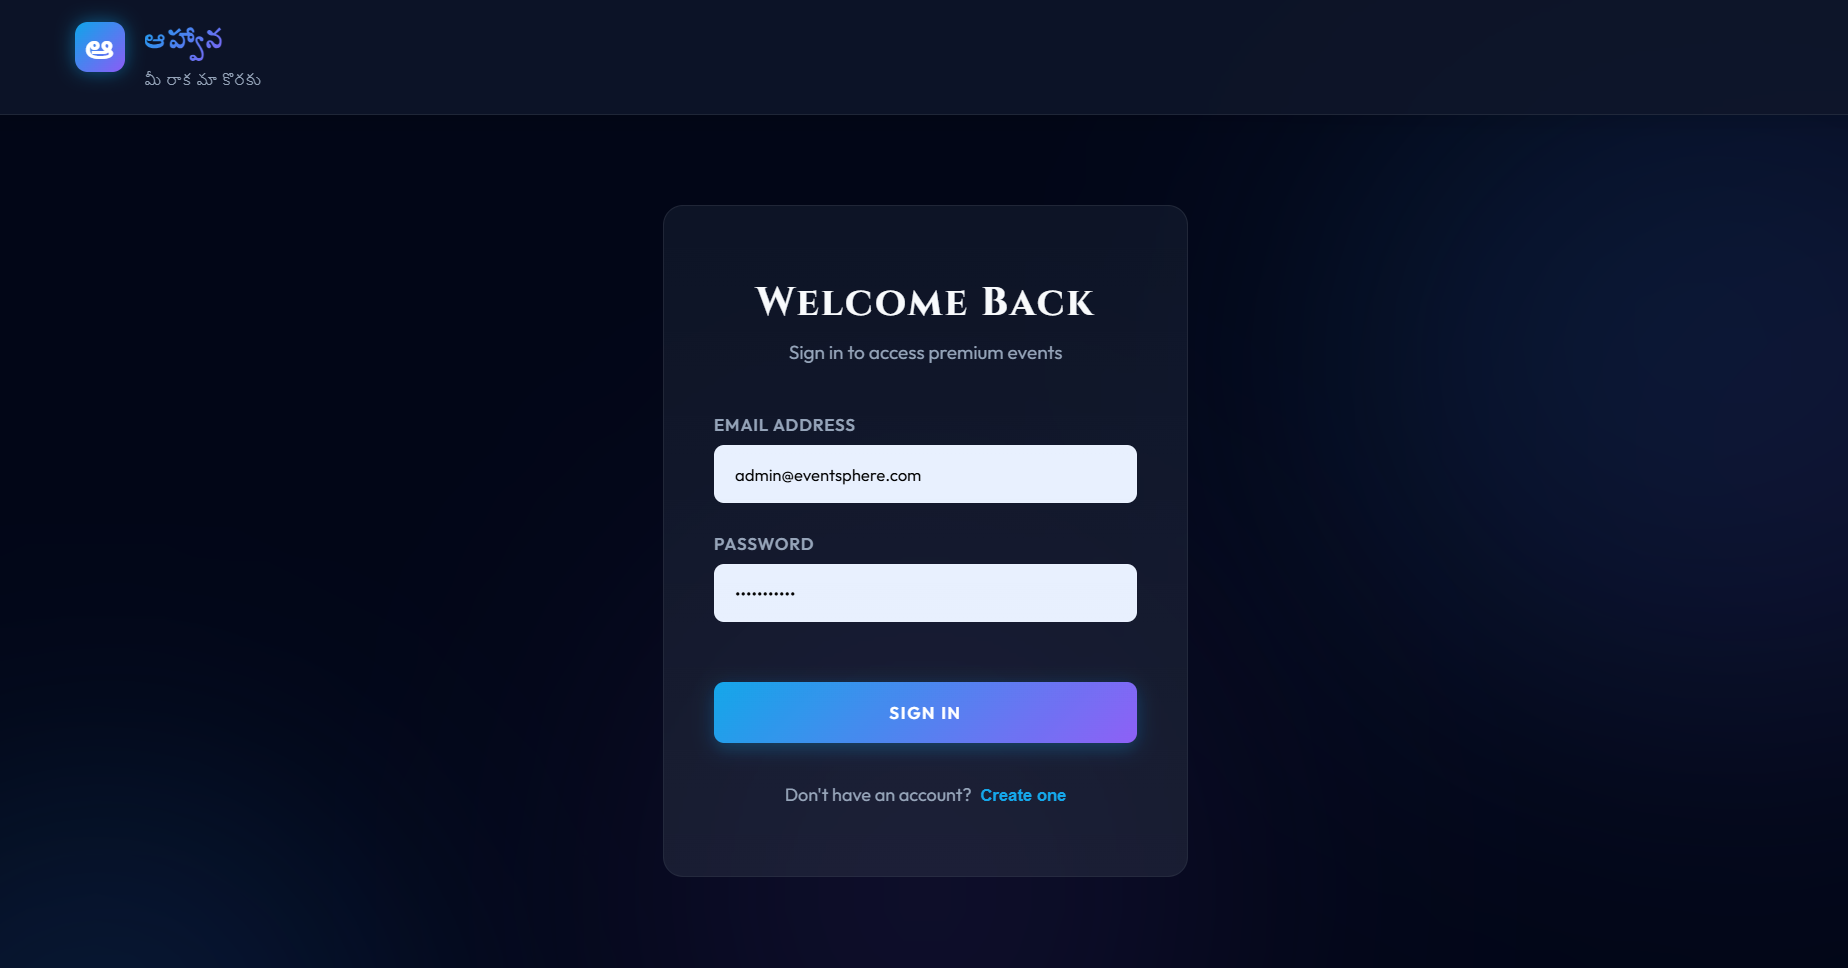 ఆ
ఆహ్వాన
మీ రాక మా కొరకు
Welcome Back
Sign in to access premium events
EMAIL ADDRESS
admin@eventsphere.com
PASSWORD
•••••••••••
SIGN IN
Don't have an account? Create one